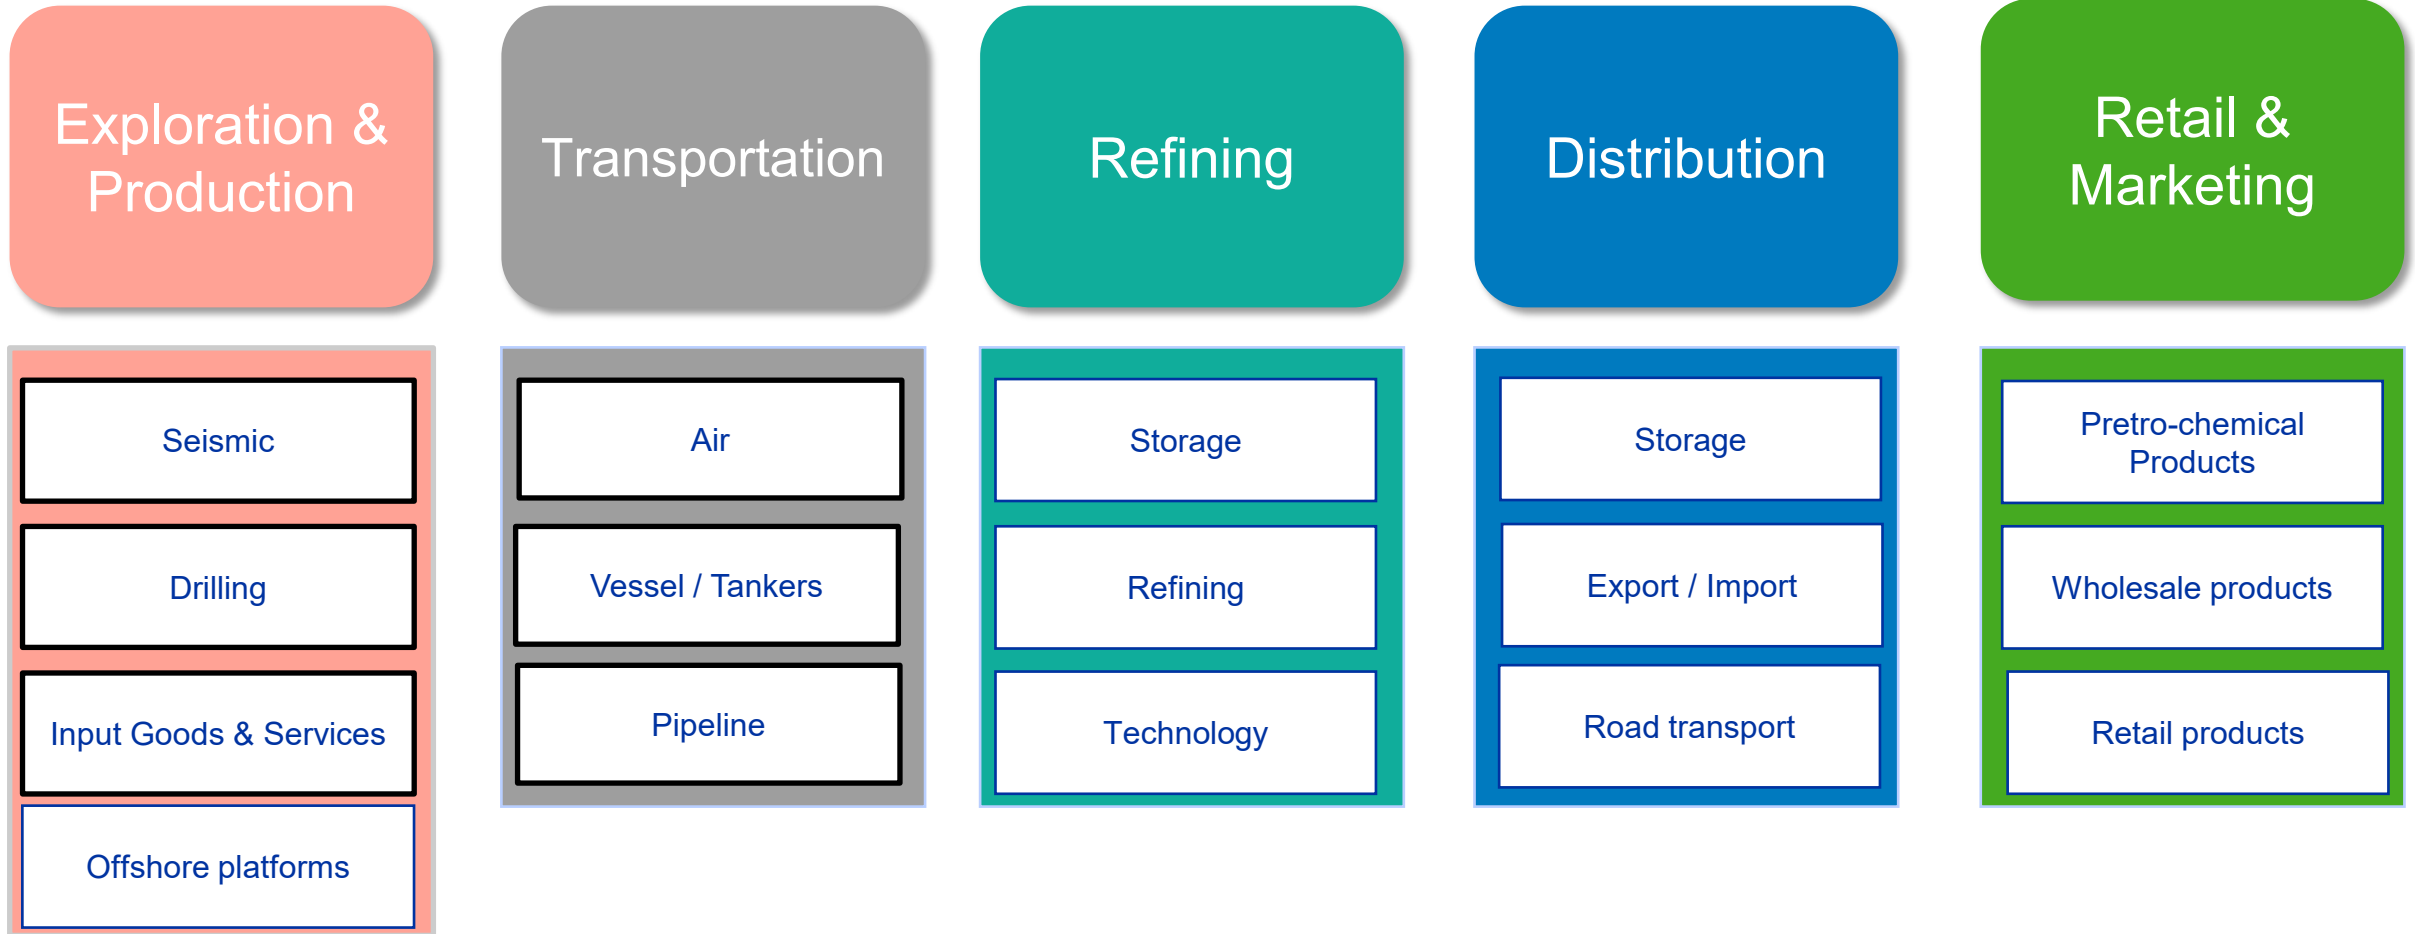 Exploration &
Production
Transportation
Refining
Distribution
Retail &
Marketing
Seismic
Drilling
Input Goods & Services
Offshore platforms
Air
Vessel / Tankers
Pipeline
Storage
Refining
Technology
Storage
Export / Import
Road transport
Pretro-chemical
Products
Wholesale products
Retail products